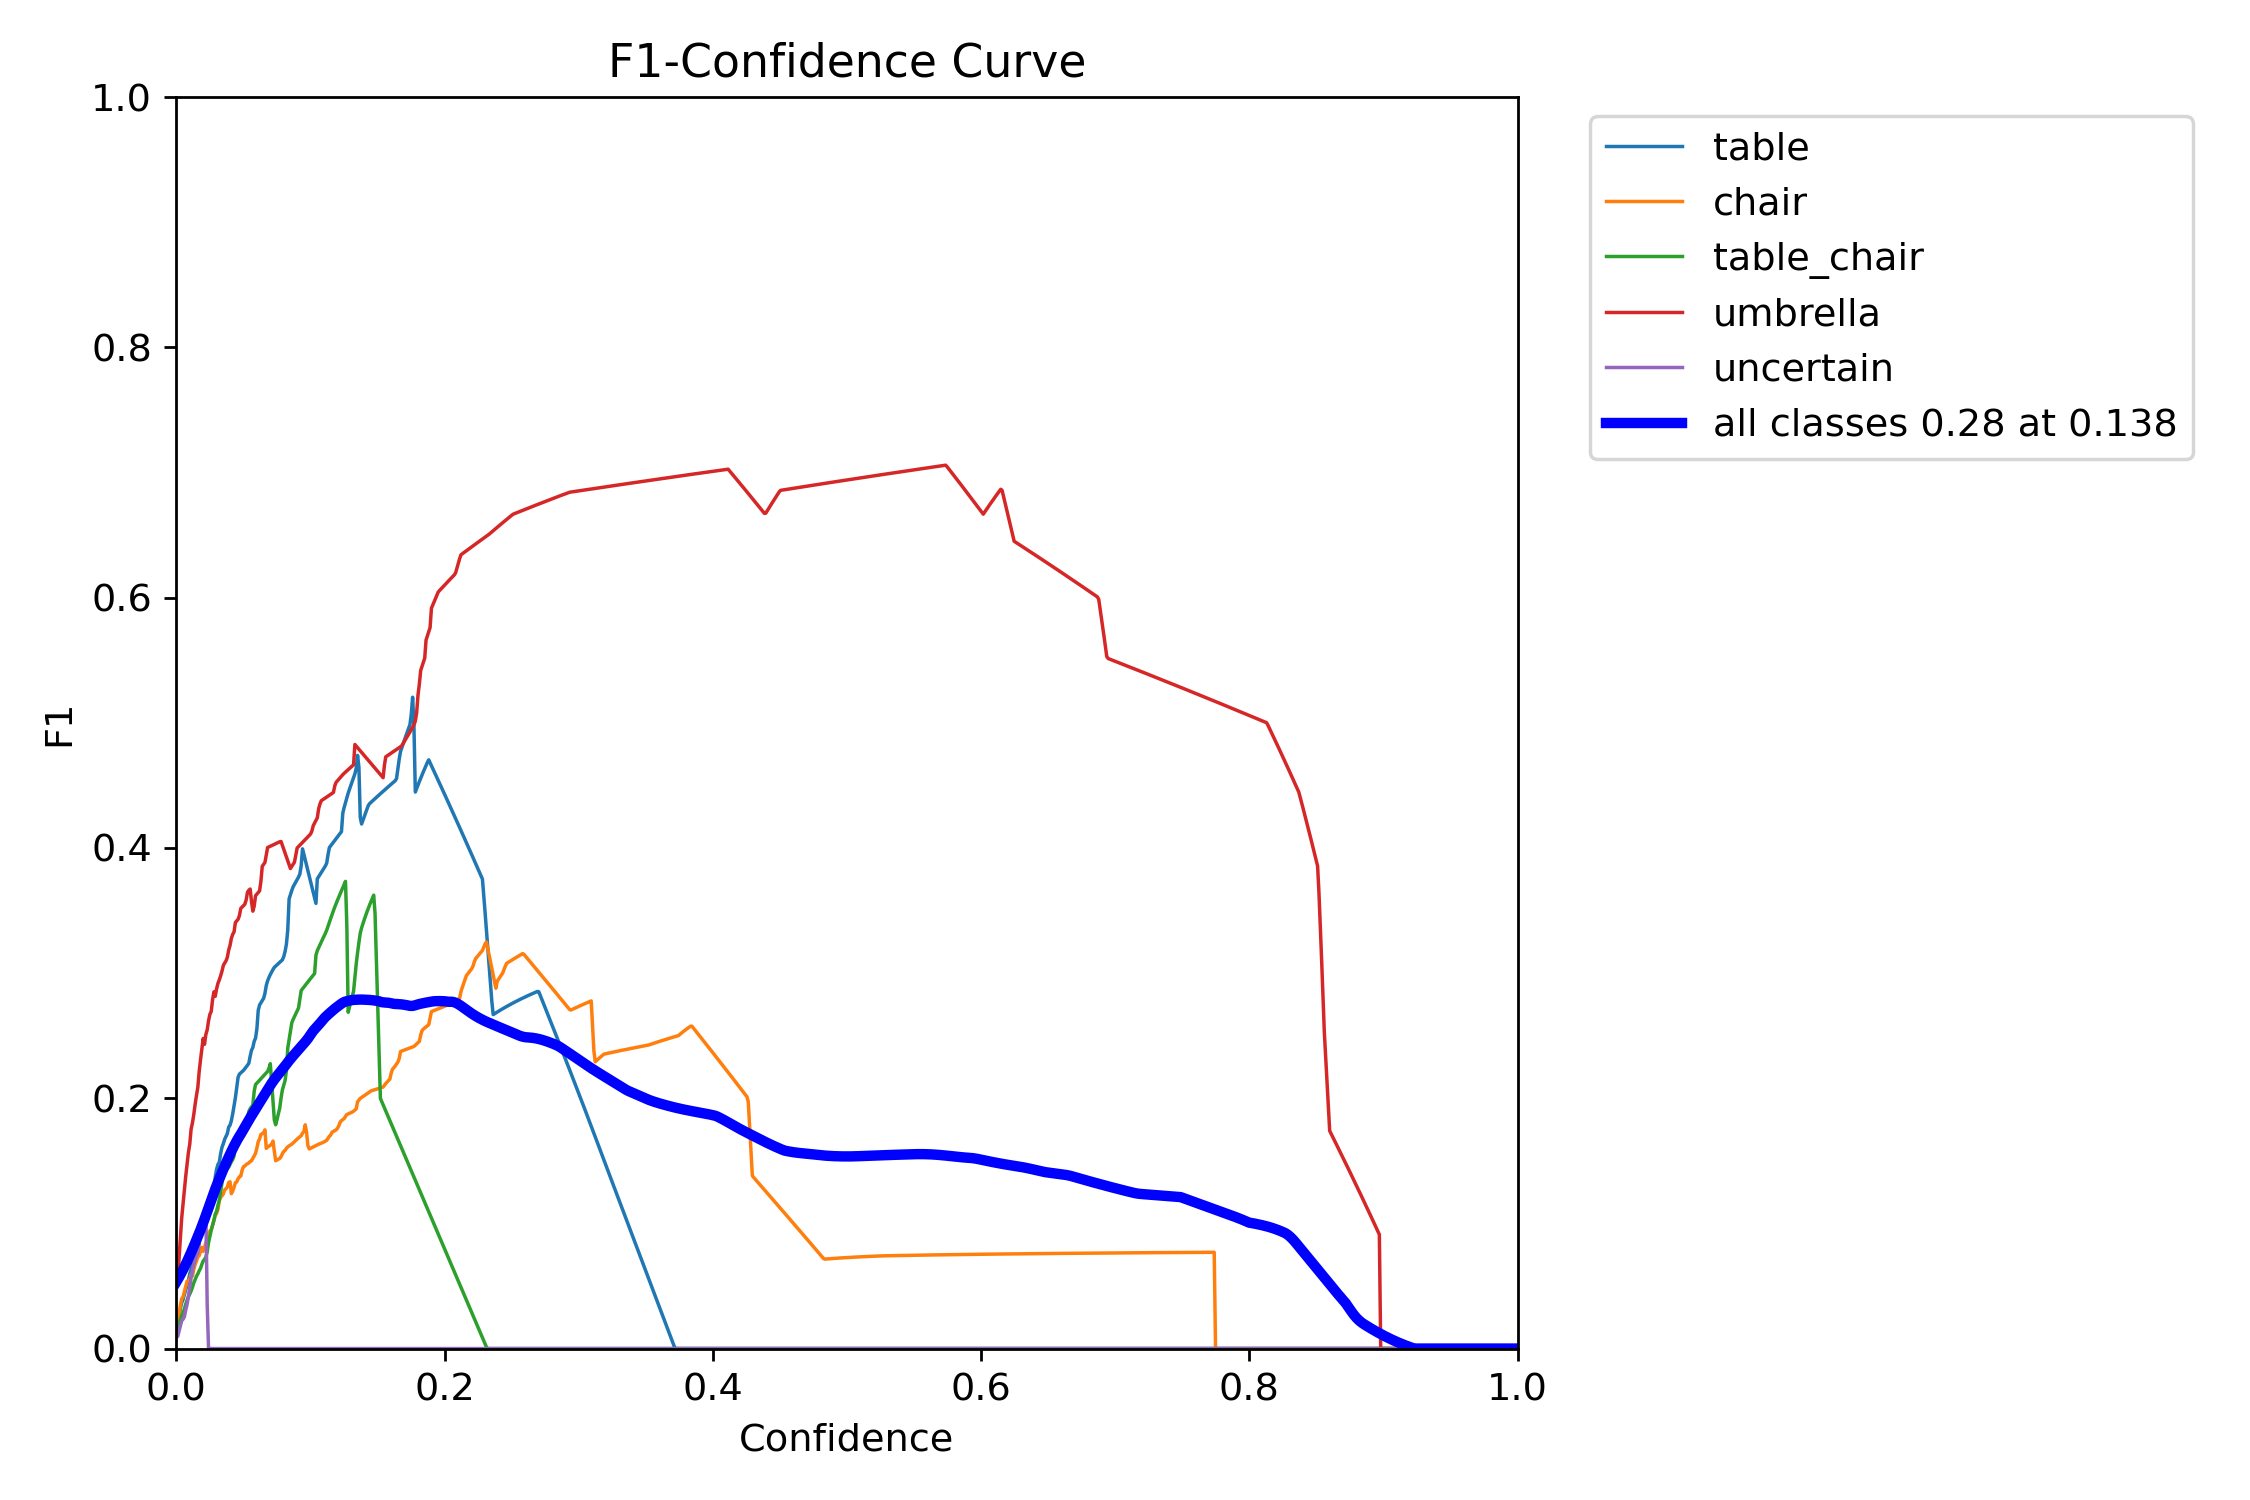 F1-Confidence Curve
1.0
0.8
0.6
0.4
0.2
0.0
F1
0.0 0.2 0.4 0.6 0.8 1.0
Confidence
table
chair
table_chair
umbrella
uncertain
all classes 0.28 at 0.138